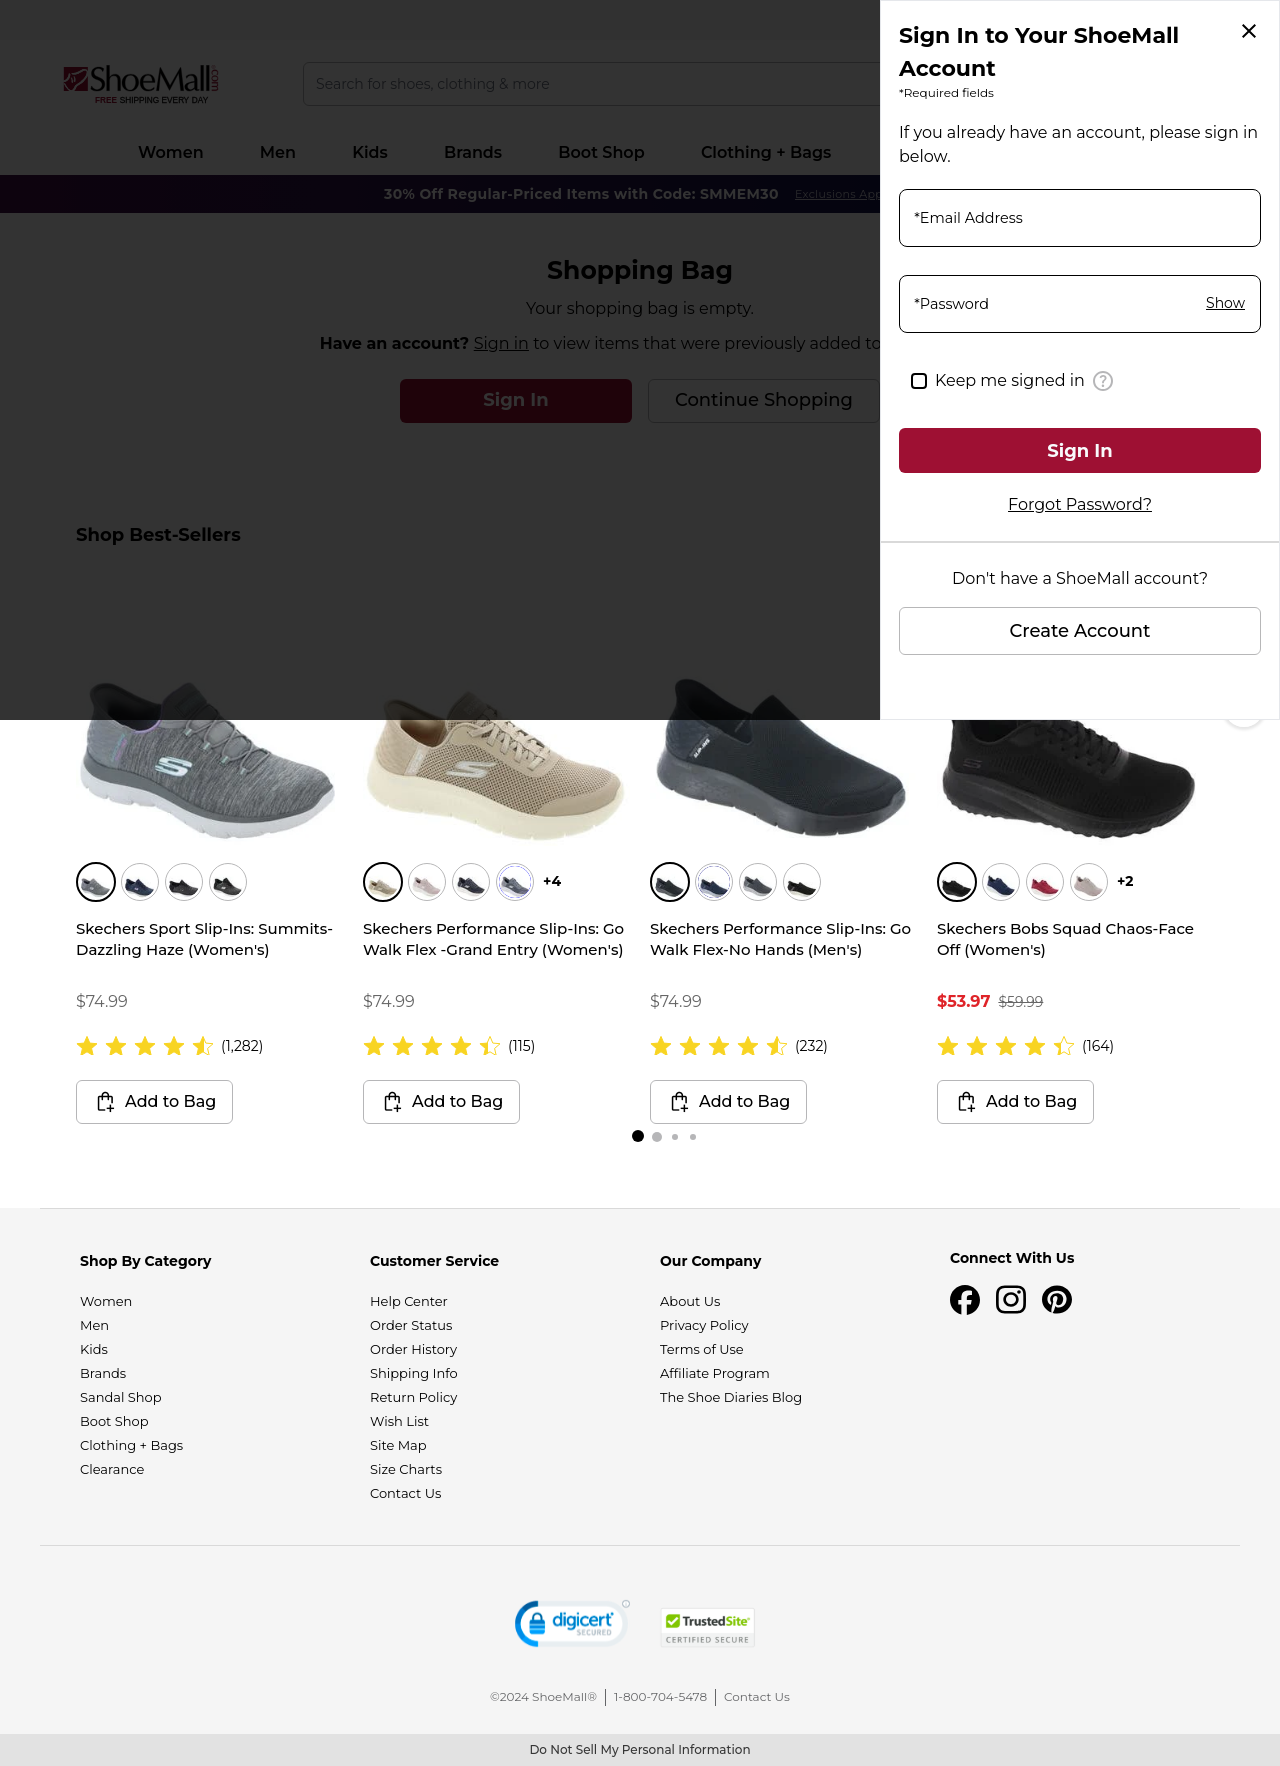 ShoeMall.com
FREE SHIPPING EVERY DAY
Search for shoes, clothing & more
Women
Men
Kids
Brands
Boot Shop
Clothing + Bags
30% Off Regular-Priced Items with Code: SMMEM30
Exclusions App
Shopping Bag
Your shopping bag is empty.
Have an account? Sign in to view items that were previously added to
Sign In
Continue Shopping
Sign In to Your ShoeMall
Account
*Required fields
If you already have an account, please sign in
below.
*Email Address
*Password
Show
Keep me signed in
?
Sign In
Forgot Password?
Don't have a ShoeMall account?
Create Account
Shop Best-Sellers
+4
+2
Skechers Sport Slip-Ins: Summits-
Dazzling Haze (Women's)
$74.99
(1,282)
Add to Bag
Skechers Performance Slip-Ins: Go
Walk Flex -Grand Entry (Women's)
$74.99
(115)
Add to Bag
Skechers Performance Slip-Ins: Go
Walk Flex-No Hands (Men's)
$74.99
(232)
Add to Bag
Skechers Bobs Squad Chaos-Face
Off (Women's)
$53.97 $59.99
(164)
Add to Bag
Shop By Category
Women
Men
Kids
Brands
Sandal Shop
Boot Shop
Clothing + Bags
Clearance
Customer Service
Help Center
Order Status
Order History
Shipping Info
Return Policy
Wish List
Site Map
Size Charts
Contact Us
Our Company
About Us
Privacy Policy
Terms of Use
Affiliate Program
The Shoe Diaries Blog
Connect With Us
digicert
SECURED
TrustedSite
CERTIFIED SECURE
©2024 ShoeMall®
1-800-704-5478
Contact Us
Do Not Sell My Personal Information